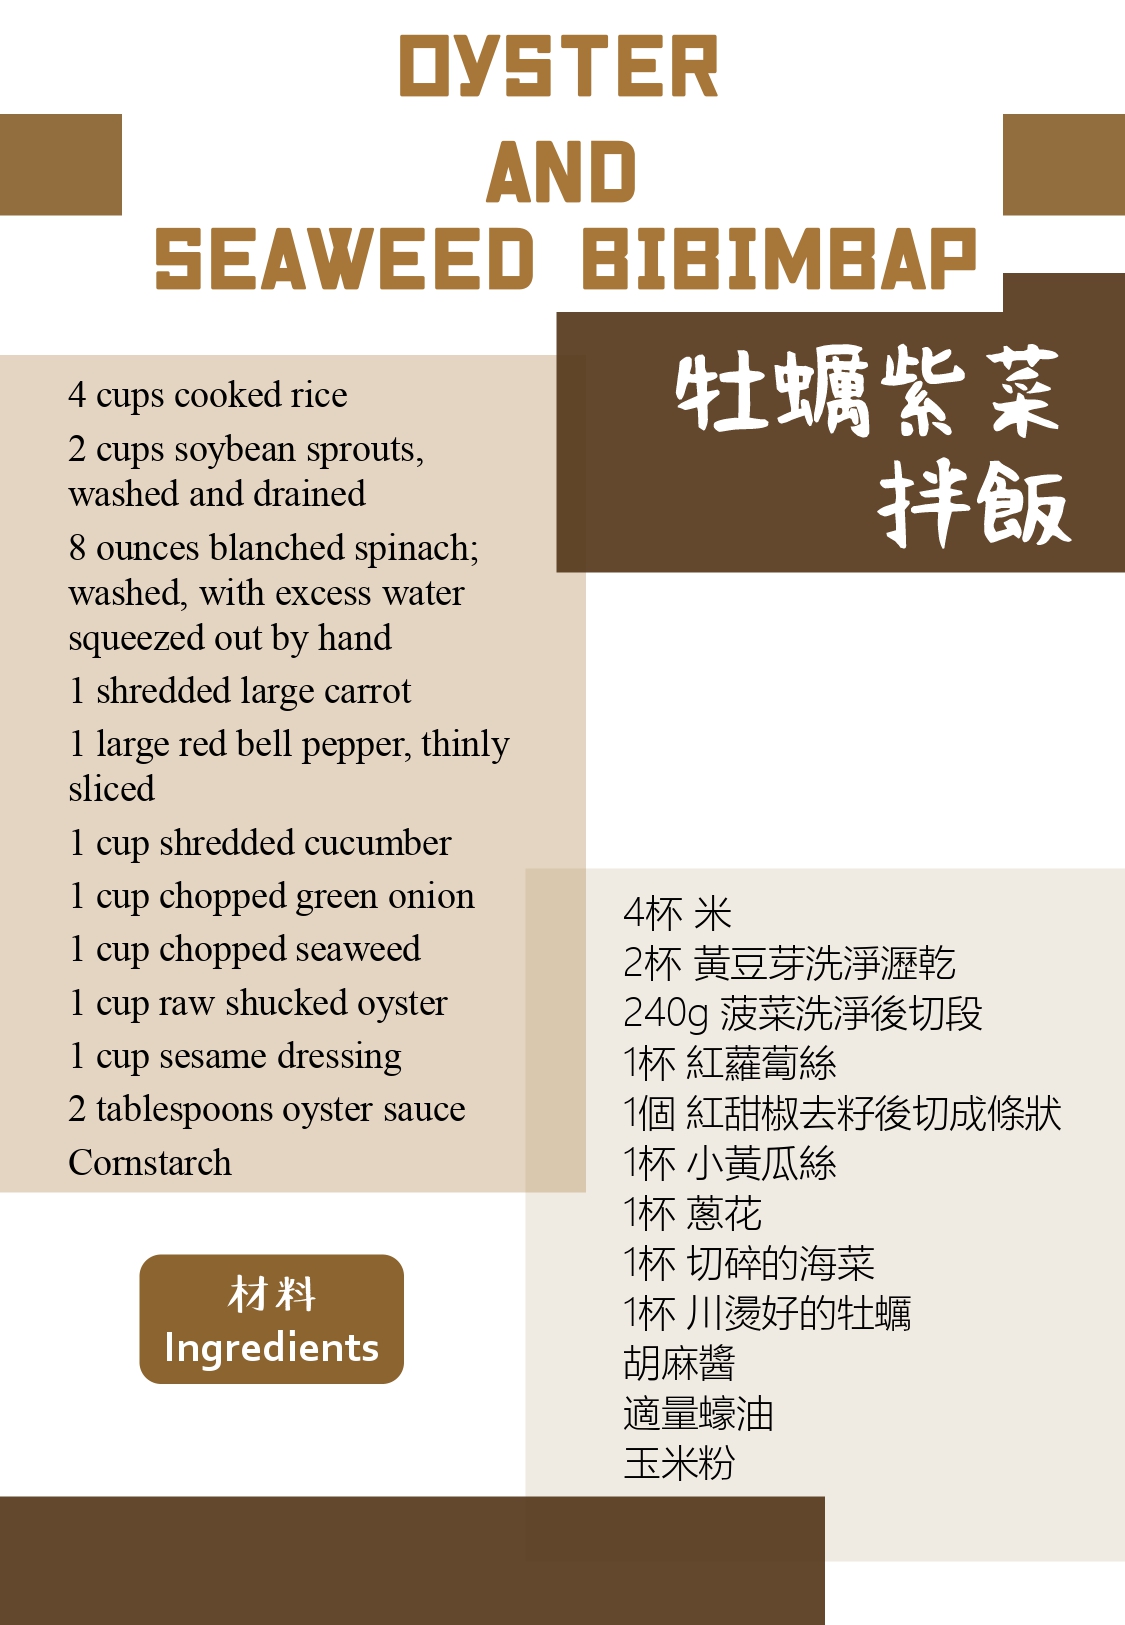 OYSTER
AND
SEAWEED BIBIMBAP
牡蠣紫菜
拌飯
4 cups cooked rice
2 cups soybean sprouts,
washed and drained
8 ounces blanched spinach;
washed, with excess water
squeezed out by hand
1 shredded large carrot
1 large red bell pepper, thinly
sliced
1 cup shredded cucumber
1 cup chopped green onion
1 cup chopped seaweed
1 cup raw shucked oyster
1 cup sesame dressing
2 tablespoons oyster sauce
Cornstarch
4杯 米
2杯 黃豆芽洗淨瀝乾
240g 菠菜洗淨後切段
1杯 紅蘿蔔絲
1個 紅甜椒去籽後切成條狀
1杯 小黃瓜絲
1杯 蔥花
1杯 切碎的海菜
1杯 川燙好的牡蠣
胡麻醬
適量蠔油
玉米粉
材料
Ingredients